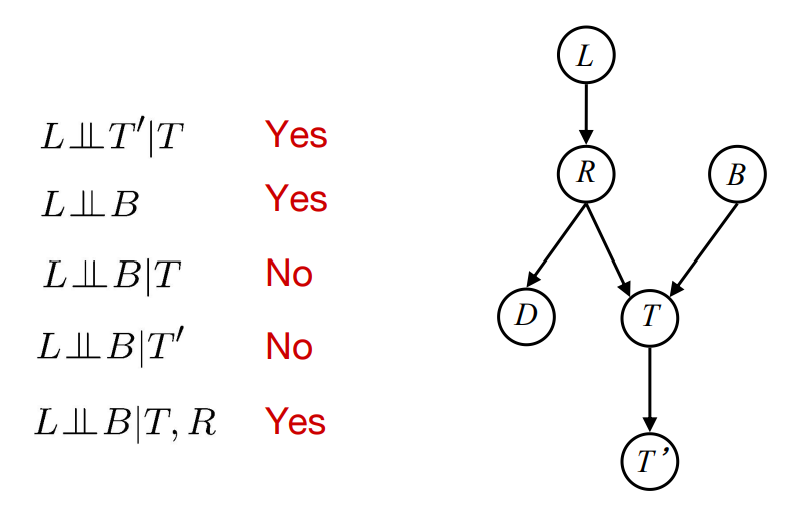 L⫫T′|T Yes
L⫫B Yes
L⫫B|T No
L⫫B|T′ No
L⫫B|T, R Yes
L
R
B
D
T
T’